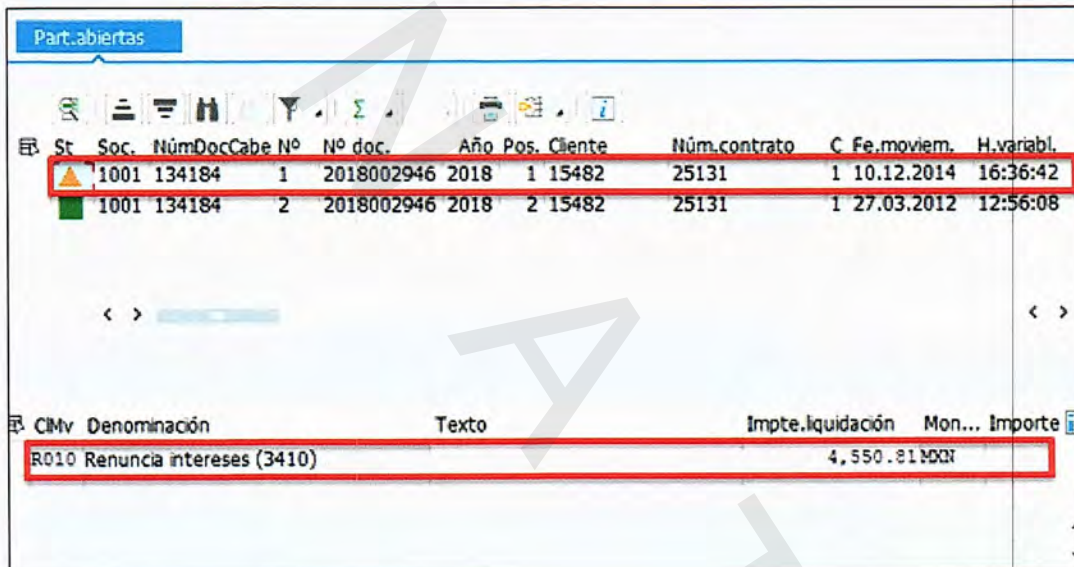 Part.abiertas
St Soc. NúmDocCabe Nº Nº doc. Año Pos. Cliente Núm.contrato C Fe.moviem. H.variabl.
1001 134184 1 2018002946 2018 1 15482 25131 1 10.12.2014 16:36:42
1001 134184 2 2018002946 2018 2 15482 25131 1 27.03.2012 12:56:08
ClMv Denominación Texto Impte.liquidación Mon... Importe
R010 Renuncia intereses (3410) 4,550.81 MXN